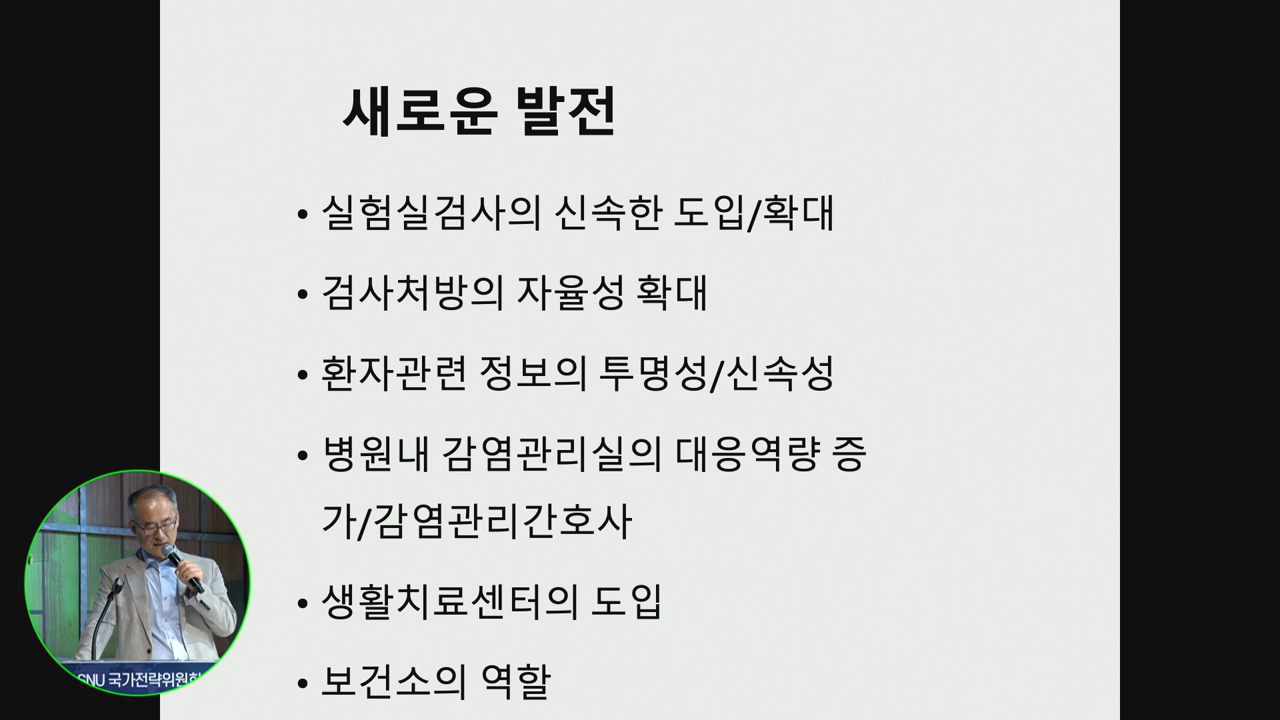 새로운 발전
• 실험실검사의 신속한 도입/확대
• 검사처방의 자율성 확대
• 환자관련 정보의 투명성/신속성
• 병원내 감염관리실의 대응역량 증
가/감염관리간호사
• 생활치료센터의 도입
• 보건소의 역할
SNU 국가전략위원회